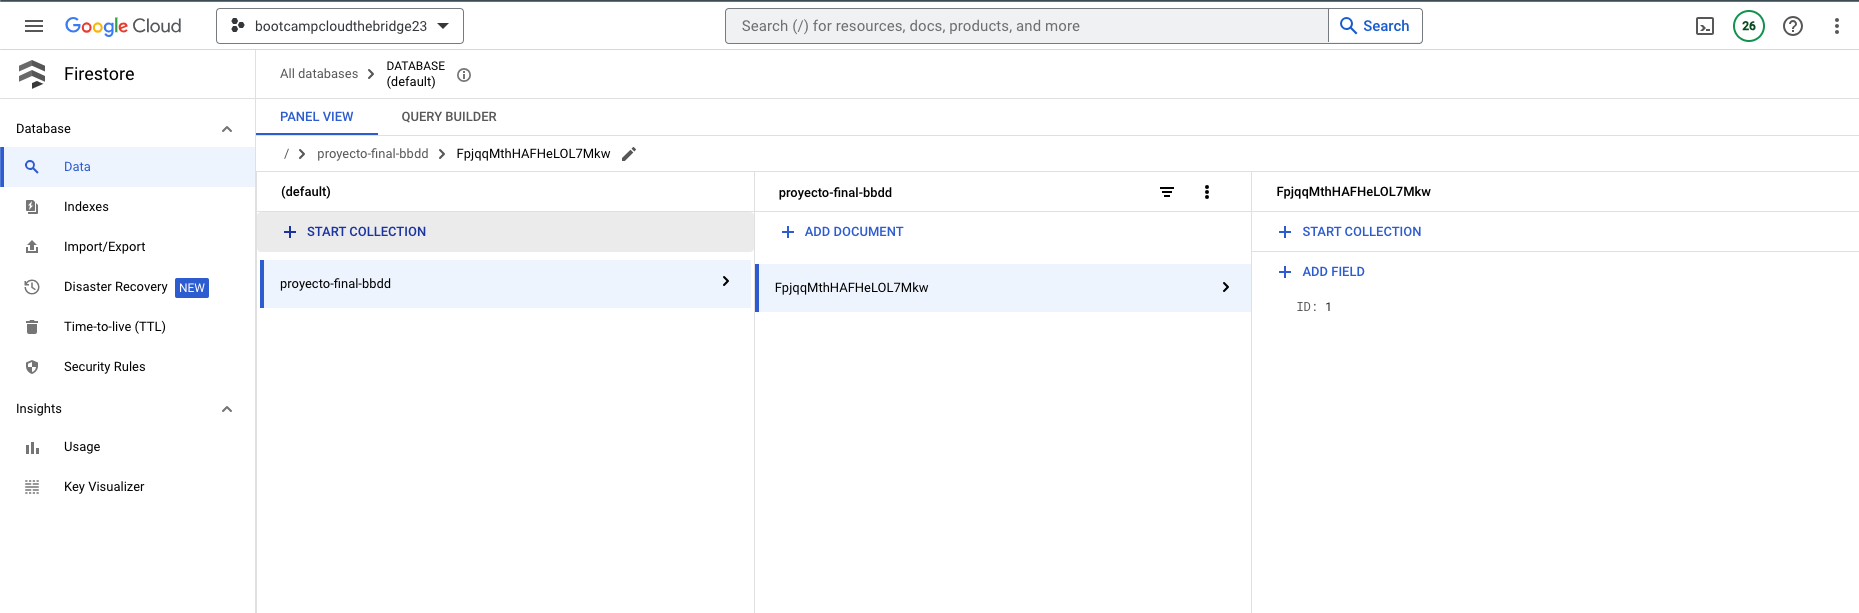 Google Cloud
bootcampcloudthebridge23
Search (/) for resources, docs, products, and more
Search
26
Firestore
All databases
DATABASE
(default)
Database
PANEL VIEW
QUERY BUILDER
/ proyecto-final-bbdd FpjqqMthHAFHeLOL7Mkw
Data
Indexes
Import/Export
Disaster Recovery NEW
Time-to-live (TTL)
Security Rules
Insights
Usage
Key Visualizer
(default)
START COLLECTION
proyecto-final-bbdd
proyecto-final-bbdd
ADD DOCUMENT
FpjqqMthHAFHeLOL7Mkw
FpjqqMthHAFHeLOL7Mkw
START COLLECTION
ADD FIELD
ID: 1